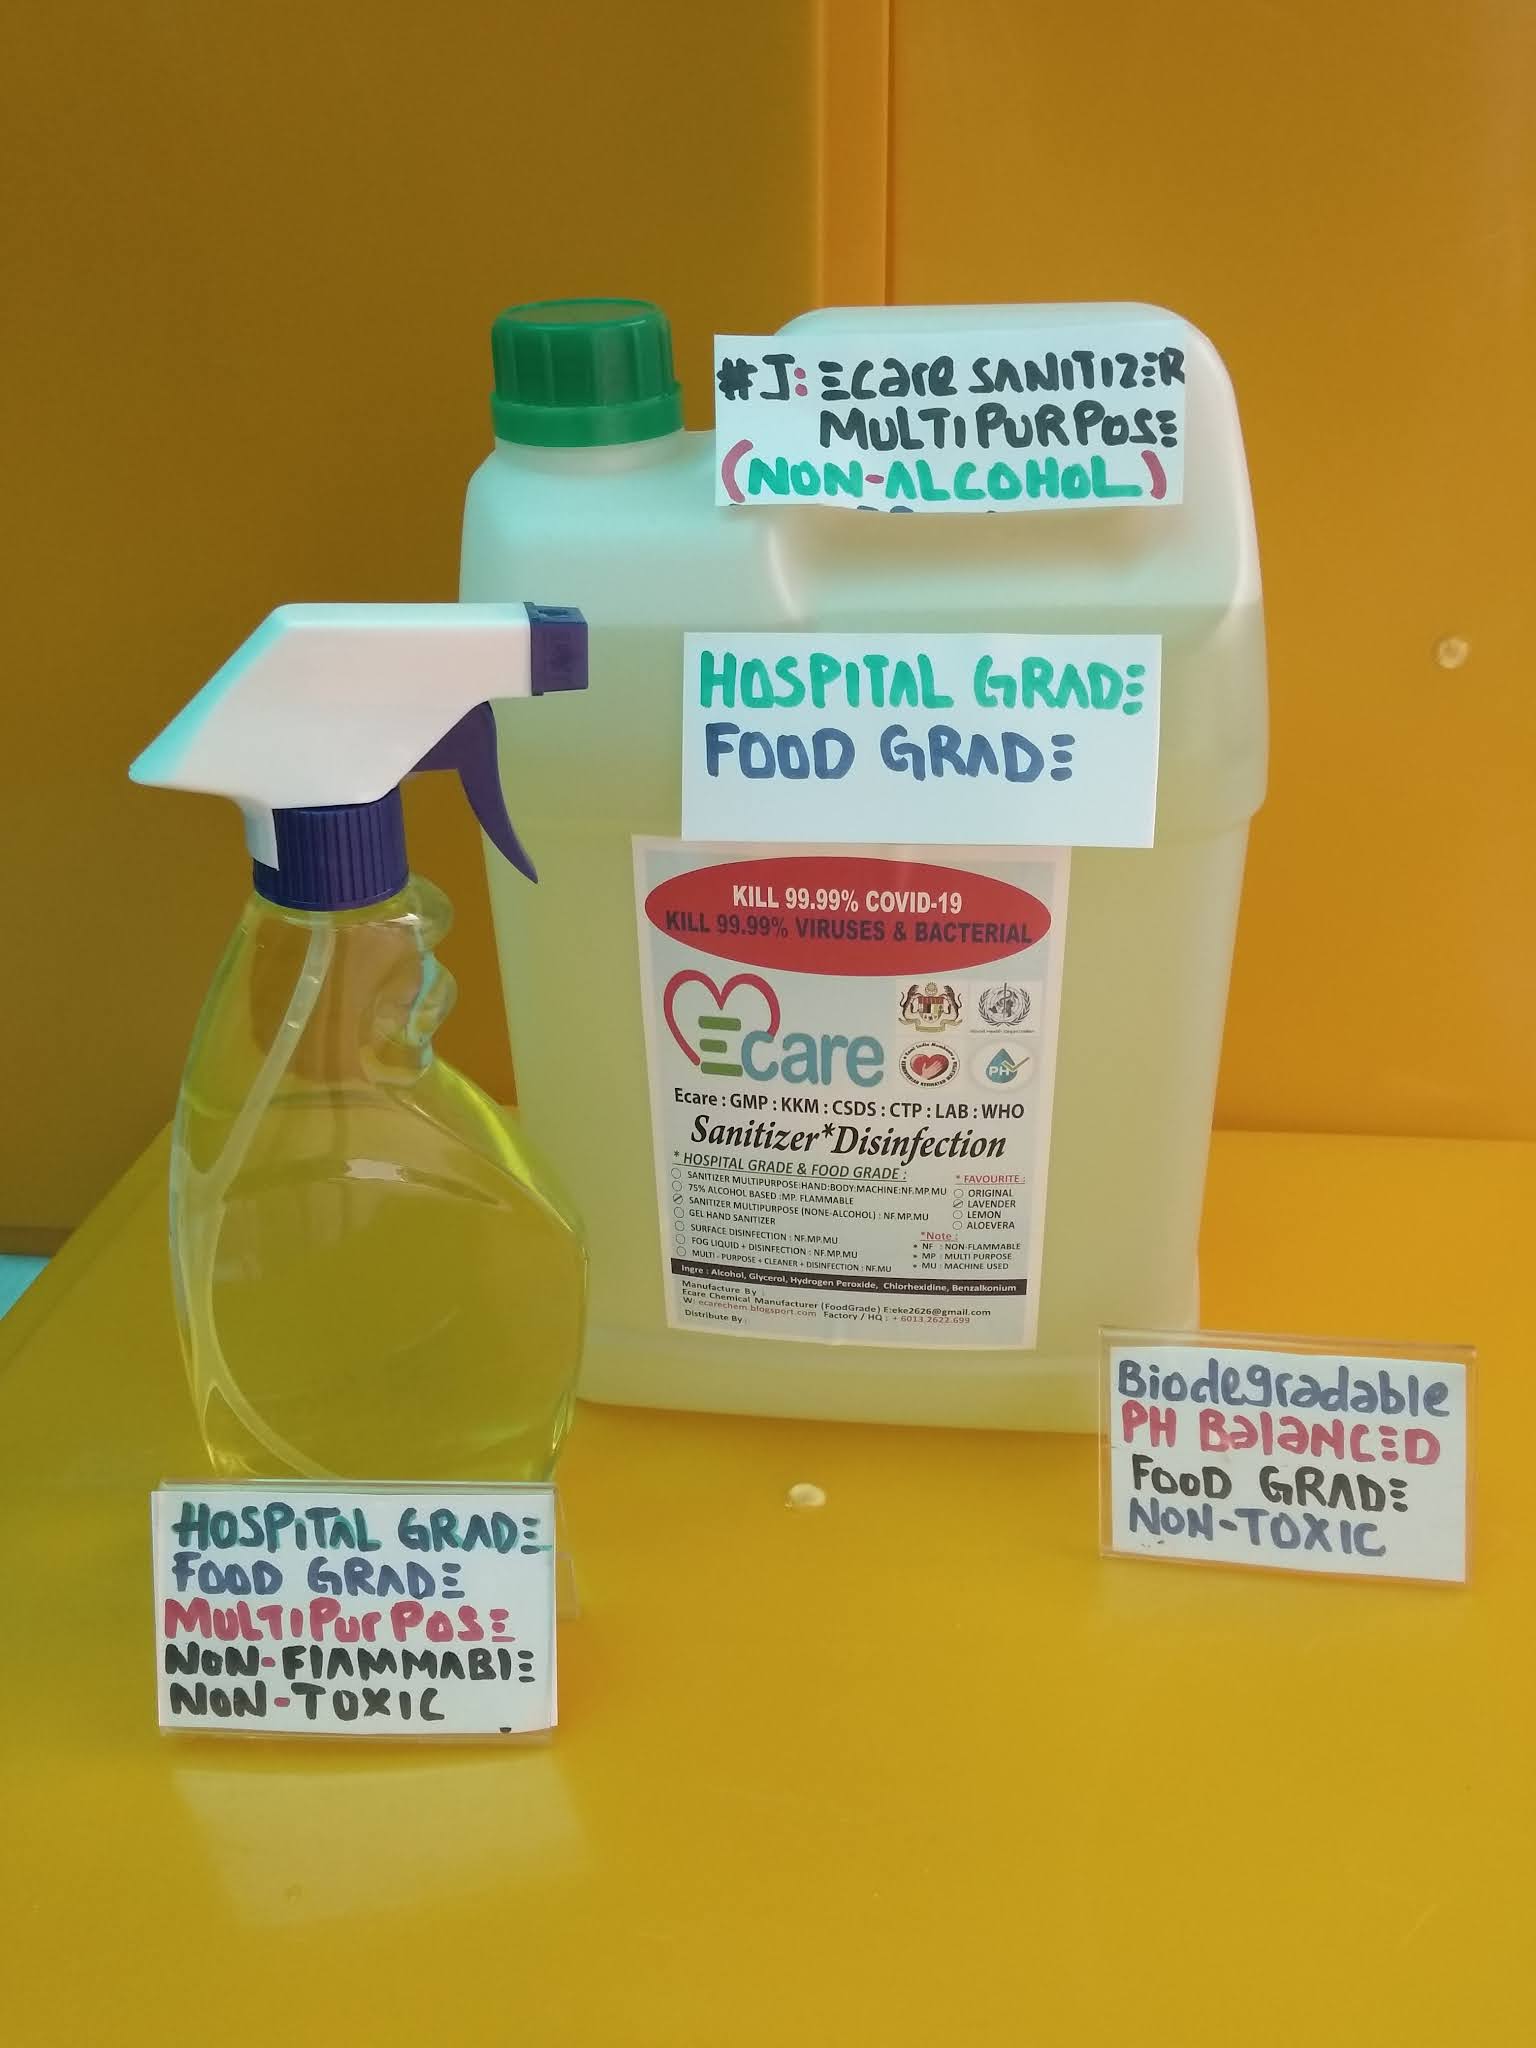 #J: Ecare SANITIZER
MULTIPURPOSE
(NON-ALCOHOL)
HOSPITAL GRADE
FOOD GRADE
KILL 99.99% COVID-19
KILL 99.99% VIRUSES & BACTERIAL
Ecare
PH
Ecare : GMP : KKM : CSDS : CTP : LAB : WHO
Sanitizer*Disinfection
* HOSPITAL GRADE & FOOD GRADE :
SANITIZER MULTIPURPOSE:HAND:BODY:MACHINE:NF.MP.MU
75% ALCOHOL BASED :MP. FLAMMABLE
SANITIZER MULTIPURPOSE (NONE-ALCOHOL) : NF.MP.MU
GEL HAND SANITIZER
SURFACE DISINFECTION : NF.MP.MU
FOG LIQUID + DISINFECTION : NF.MP.MU
MULTI - PURPOSE + CLEANER + DISINFECTION : NF.MU
* FAVOURITE :
ORIGINAL
LAVENDER
LEMON
ALOEVERA
*Note :
* NF : NON-FLAMMABLE
* MP : MULTI PURPOSE
* MU : MACHINE USED
Ingre : Alcohol, Glycerol, Hydrogen Peroxide, Chlorhexidine, Benzalkonium
Manufacture By :
Ecare Chemical Manufacturer (FoodGrade) E:eke2626@gmail.com
W: ecarechem.blogsport.com Factory / HQ : + 6013.2622.699
Distribute By :
HOSPITAL GRADE
FOOD GRADE
MULTIPurPOSE
NON-FlAMMABlE
NON-TOXIC
Biodegradable
PH BalaNCED
FOOD GRADE
NON-TOXIC